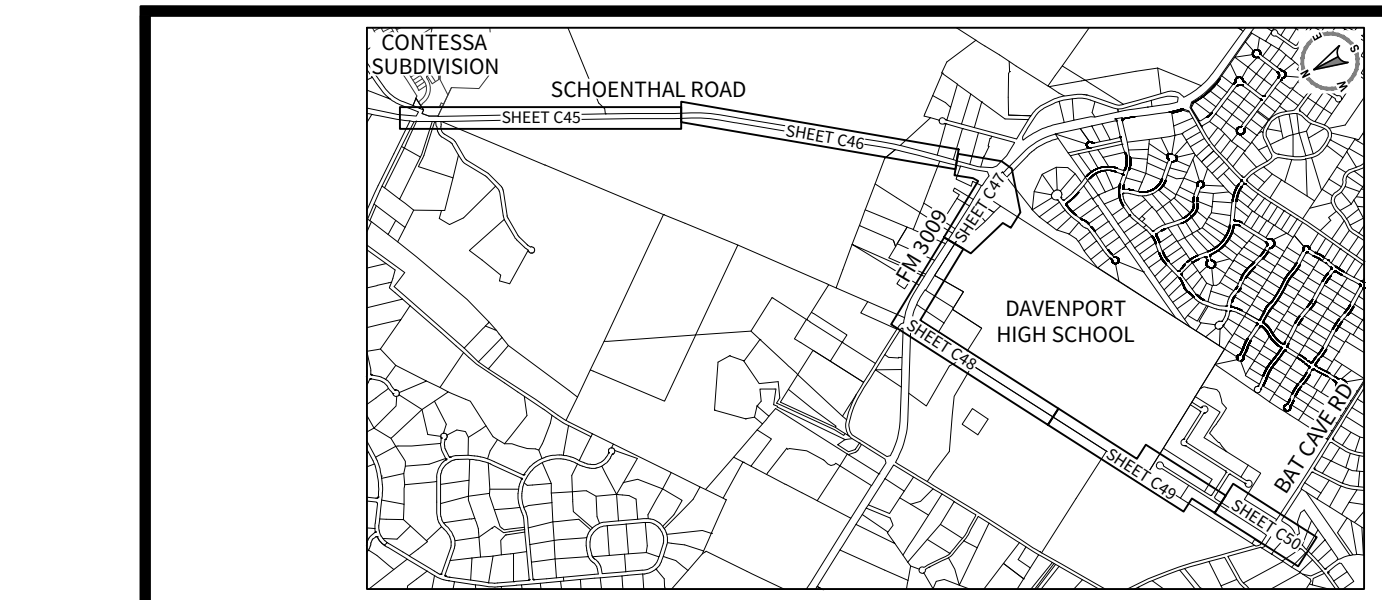 CONTESSA
SUBDIVISION
SCHOENTHAL ROAD
SHEET C45
SHEET C46
SHEET C47
FM 3009
DAVENPORT
HIGH SCHOOL
SHEET C48
BAT CAVE RD
SHEET C49
SHEET C50
E
S
N
W